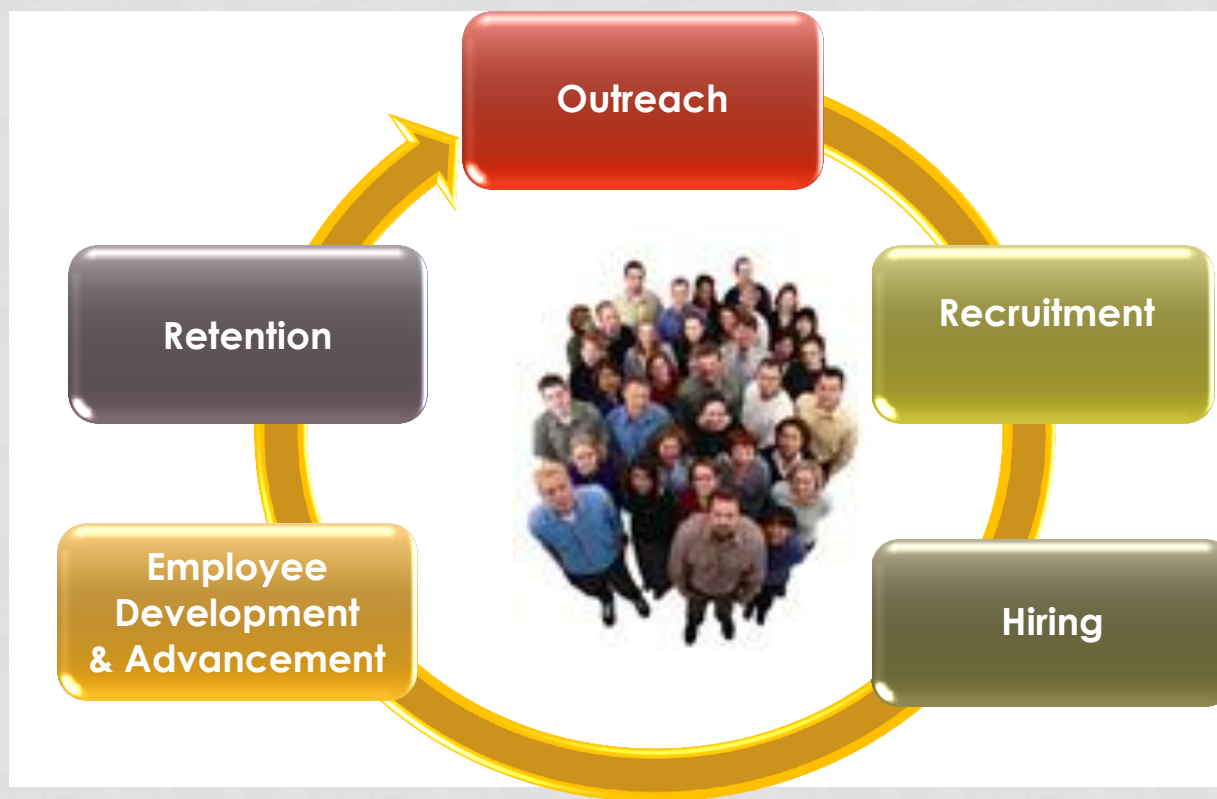 Outreach
Recruitment
Hiring
Employee
Development
& Advancement
Retention